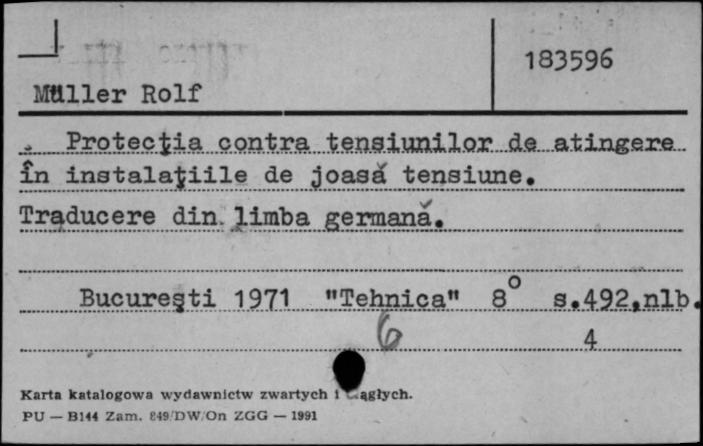 183596
Müller Rolf
Protecţia contra tensiunilor de atingere
în instalaţiile de joasă tensiune.
Traducere din limba germană.
Bucureşti 1971 "Tehnica" 8° s.492,nlb.
6 4
Karta katalogowa wydawnictw zwartych i ciągłych.
PU — B144 Zam. 849/DW/On ZGG — 1991